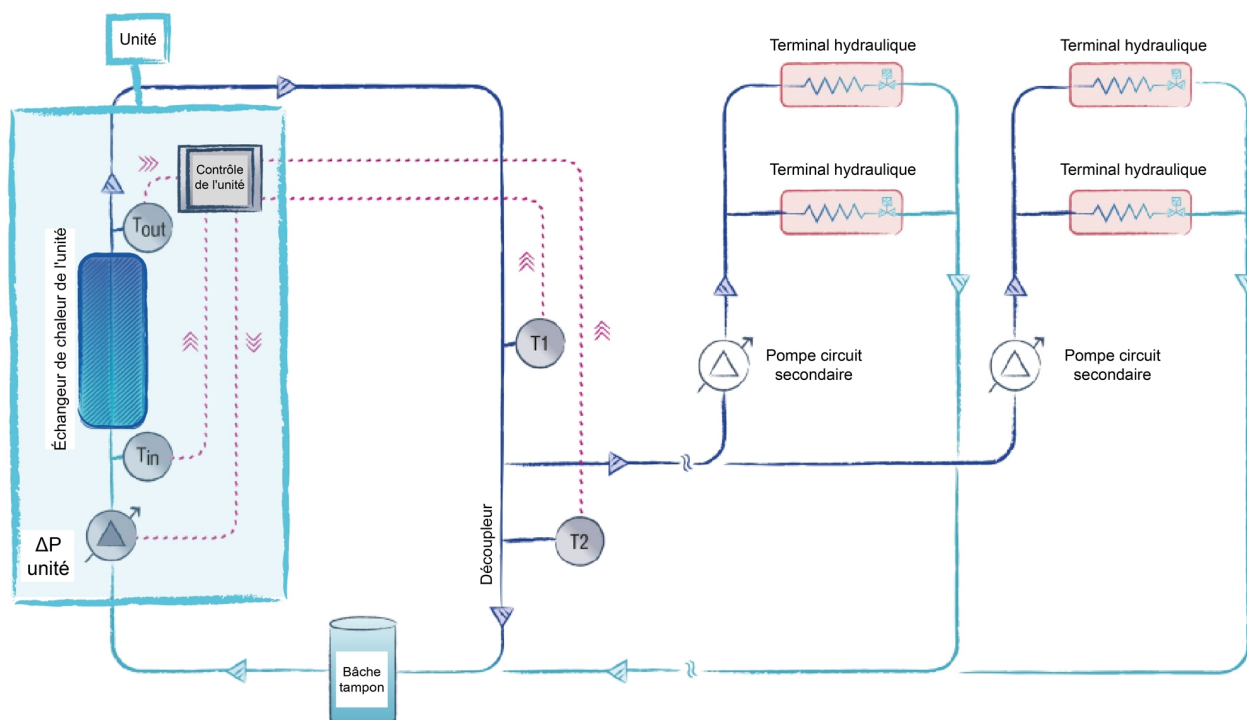 Unité
Terminal hydraulique
Terminal hydraulique
Contrôle
de l'unité
Tout
Terminal hydraulique
Terminal hydraulique
Échangeur de chaleur de l'unité
T1
Pompe circuit
secondaire
Pompe circuit
secondaire
Tin
Découpleur
T2
ΔP
unité
Bâche
tampon